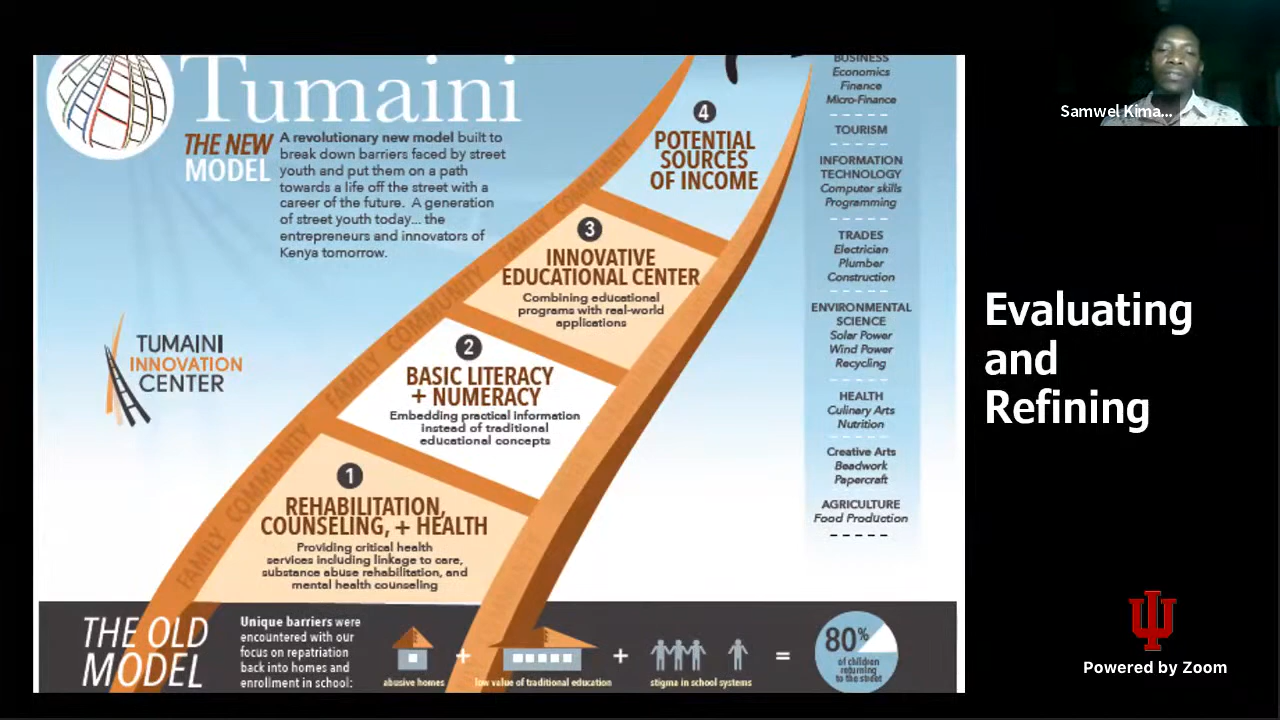 Tumaini
THE NEW
MODEL
A revolutionary new model built to
break down barriers faced by street
youth and put them on a path
towards a life off the street with a
career of the future. A generation
of street youth today... the
entrepreneurs and innovators of
Kenya tomorrow.
TUMAINI
INNOVATION
CENTER
4
POTENTIAL
SOURCES
OF INCOME
3
INNOVATIVE
EDUCATIONAL CENTER
Combining educational
programs with real-world
applications
2
BASIC LITERACY
+ NUMERACY
Embedding practical information
instead of traditional
educational concepts
1
REHABILITATION,
COUNSELING, + HEALTH
Providing critical health
services including linkage to care,
substance abuse rehabilitation, and
mental health counseling
FAMILY COMMUNITY FAMILY COMMUNITY FAMILY COMMUNITY
BUSINESS
Economics
Finance
Micro-Finance
TOURISM
INFORMATION
TECHNOLOGY
Computer skills
Programming
TRADES
Electrician
Plumber
Construction
ENVIRONMENTAL
SCIENCE
Solar Power
Wind Power
Recycling
HEALTH
Culinary Arts
Nutrition
Creative Arts
Beadwork
Papercraft
AGRICULTURE
Food Production
THE OLD
MODEL
Unique barriers were
encountered with our
focus on repatriation
back into homes and
enrollment in school:
abusive homes
+
low value of traditional education
+
stigma in school systems
=
80%
of children
returning
to the street
Samwel Kima...
Evaluating
and
Refining
Powered by Zoom